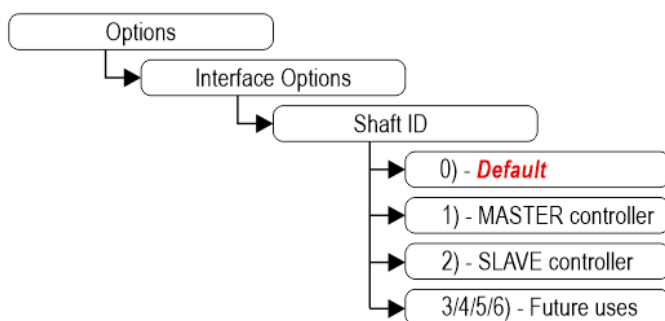 Options
Interface Options
Shaft ID
0) - Default
1) - MASTER controller
2) - SLAVE controller
3/4/5/6) - Future uses